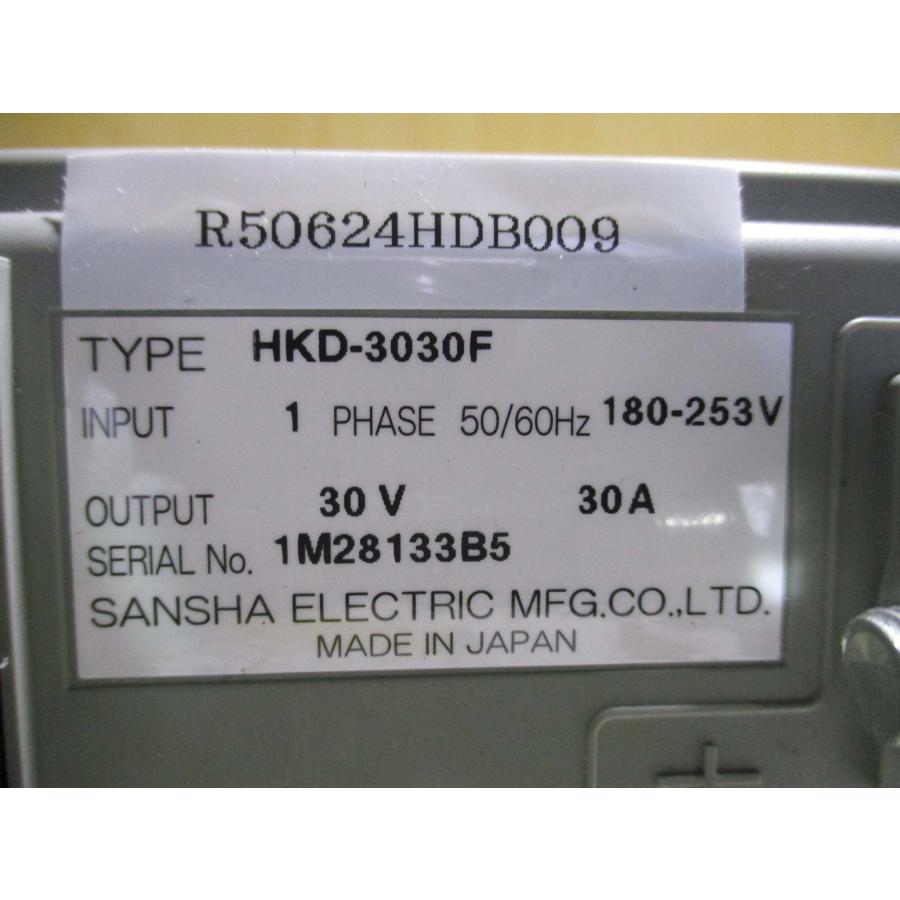 R50624HDB009
TYPE HKD-3030F
INPUT 1 PHASE 50/60Hz 180-253V
OUTPUT 30 V 30 A
SERIAL No. 1M28133B5
SANSHA ELECTRIC MFG.CO.,LTD.
MADE IN JAPAN